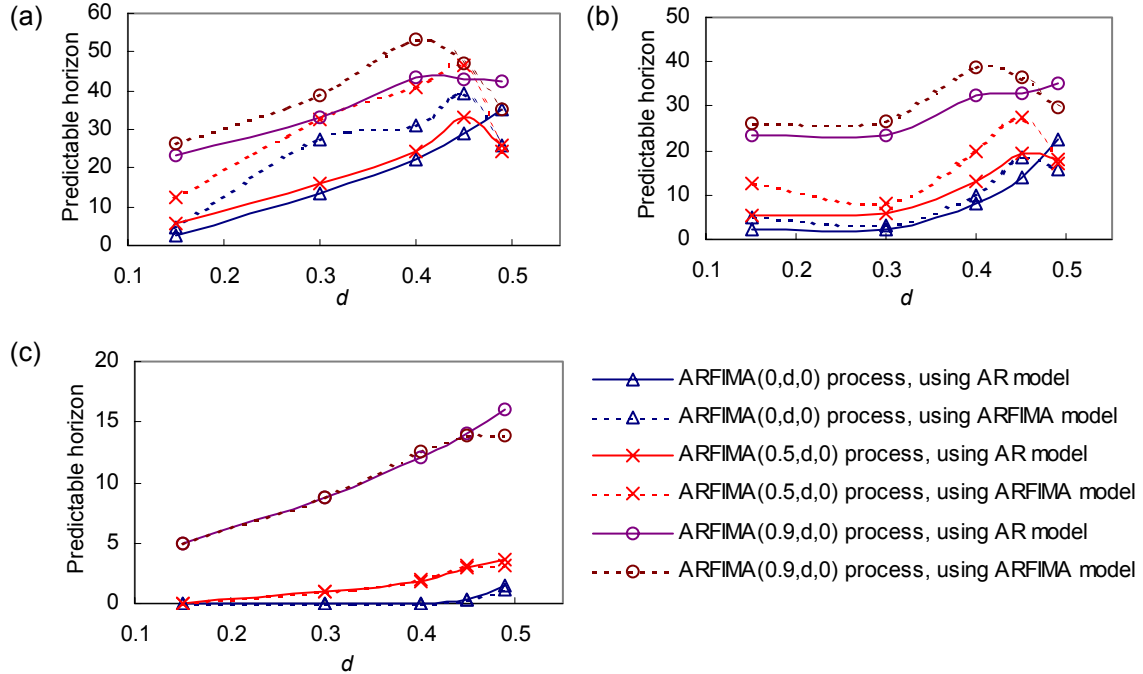 (a)
Predictable horizon
60
50
40
30
20
10
0
0.1 0.2 0.3 0.4 0.5
d
(b)
Predictable horizon
50
40
30
20
10
0
0.1 0.2 0.3 0.4 0.5
d
(c)
Predictable horizon
20
15
10
5
0
0.1 0.2 0.3 0.4 0.5
d
ARFIMA(0,d,0) process, using AR model
ARFIMA(0,d,0) process, using ARFIMA model
ARFIMA(0.5,d,0) process, using AR model
ARFIMA(0.5,d,0) process, using ARFIMA model
ARFIMA(0.9,d,0) process, using AR model
ARFIMA(0.9,d,0) process, using ARFIMA model